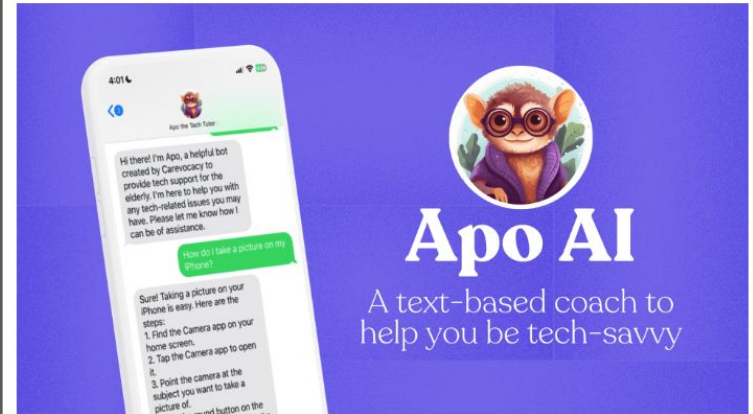 4:01
Apo the Tech Tutor
Hi there! I'm Apo, a helpful bot
created by Carevocacy to
provide tech support for the
elderly. I'm here to help you with
any tech-related issues you may
have. Please let me know how I
can be of assistance.
How do I take a picture on my
iPhone?
Sure! Taking a picture on your
iPhone is easy. Here are the
steps:
1. Find the Camera app on your
home screen.
2. Tap the Camera app to open
it.
3. Point the camera at the
subject you want to take a
picture of.
round button on the
Apo AI
A text-based coach to
help you be tech-savvy